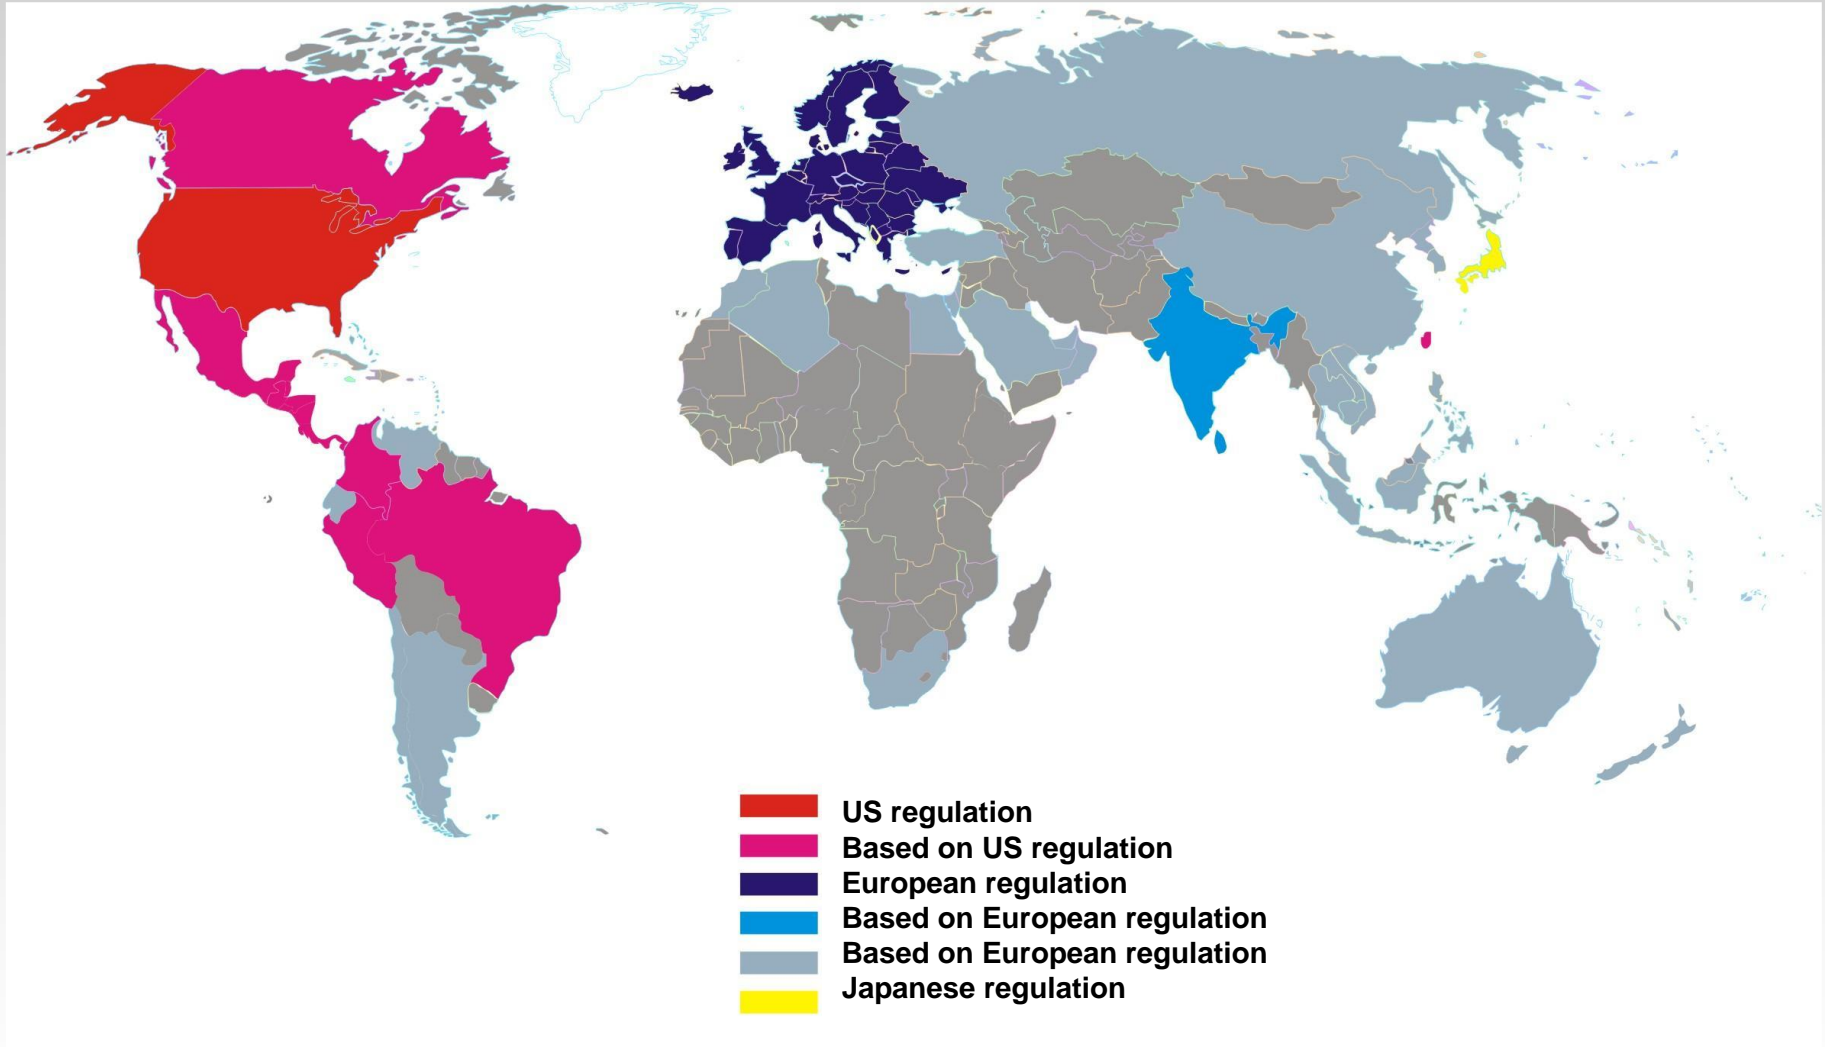 US regulation
Based on US regulation
European regulation
Based on European regulation
Based on European regulation
Japanese regulation